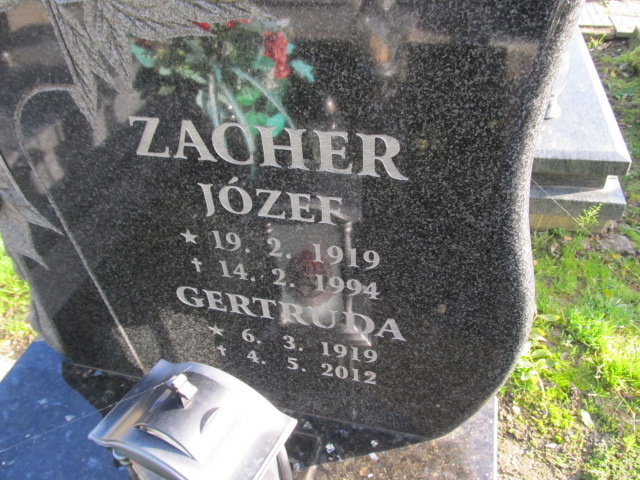 ZACHER
JÓZEF
★ 19. 2. 1919
✝ 14. 2. 1994
GERTRUDA
★ 6. 3. 1919
✝ 4. 5. 2012